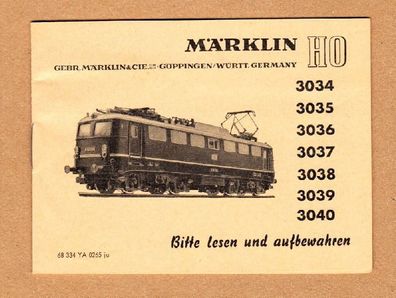 MÄRKLIN HO
GEBR. MÄRKLIN & CIE. GÖPPINGEN/WÜRTT. GERMANY
3034
3035
3036
3037
3038
3039
3040
Bitte lesen und aufbewahren
68 334 YA 0265 ju